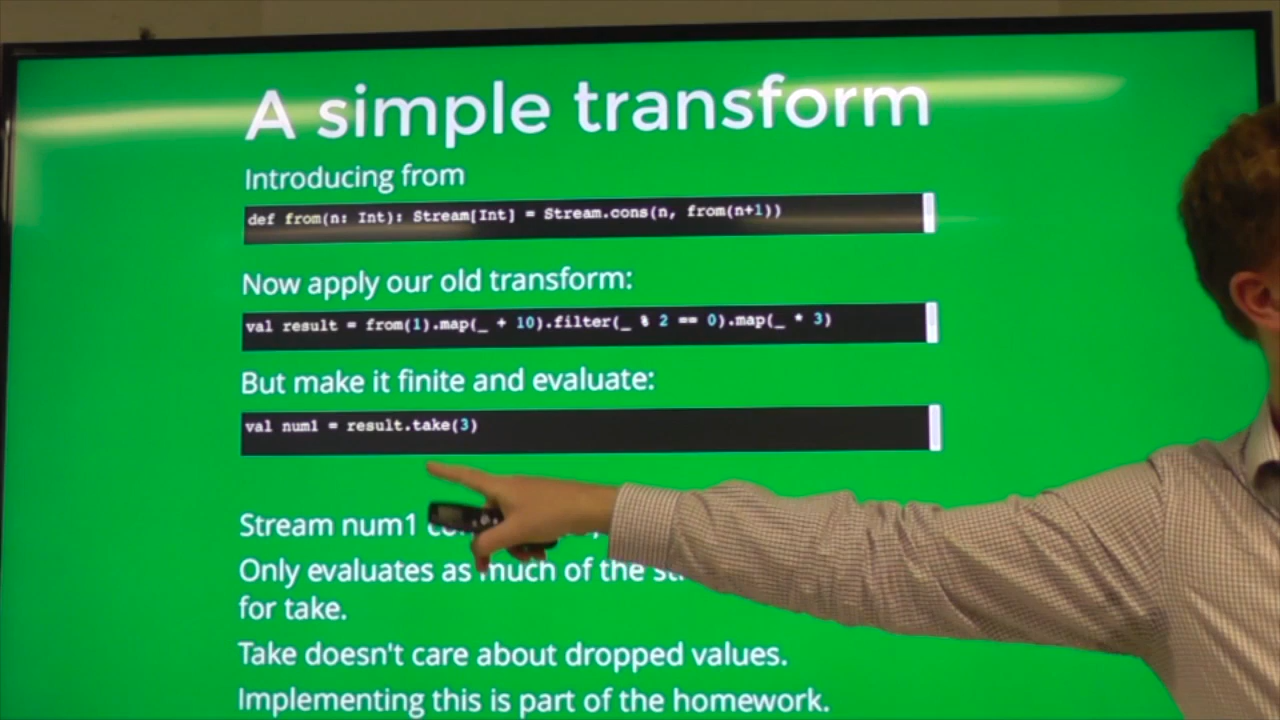 A simple transform
Introducing from
def from(n: Int): Stream[Int] = Stream.cons(n, from(n+1))
Now apply our old transform:
val result = from(1).map(_ + 10).filter(_ % 2 == 0).map(_ * 3)
But make it finite and evaluate:
val num1 = result.take(3)
Stream num1
Only evaluates as much of the
for take.
Take doesn't care about dropped values.
Implementing this is part of the homework.